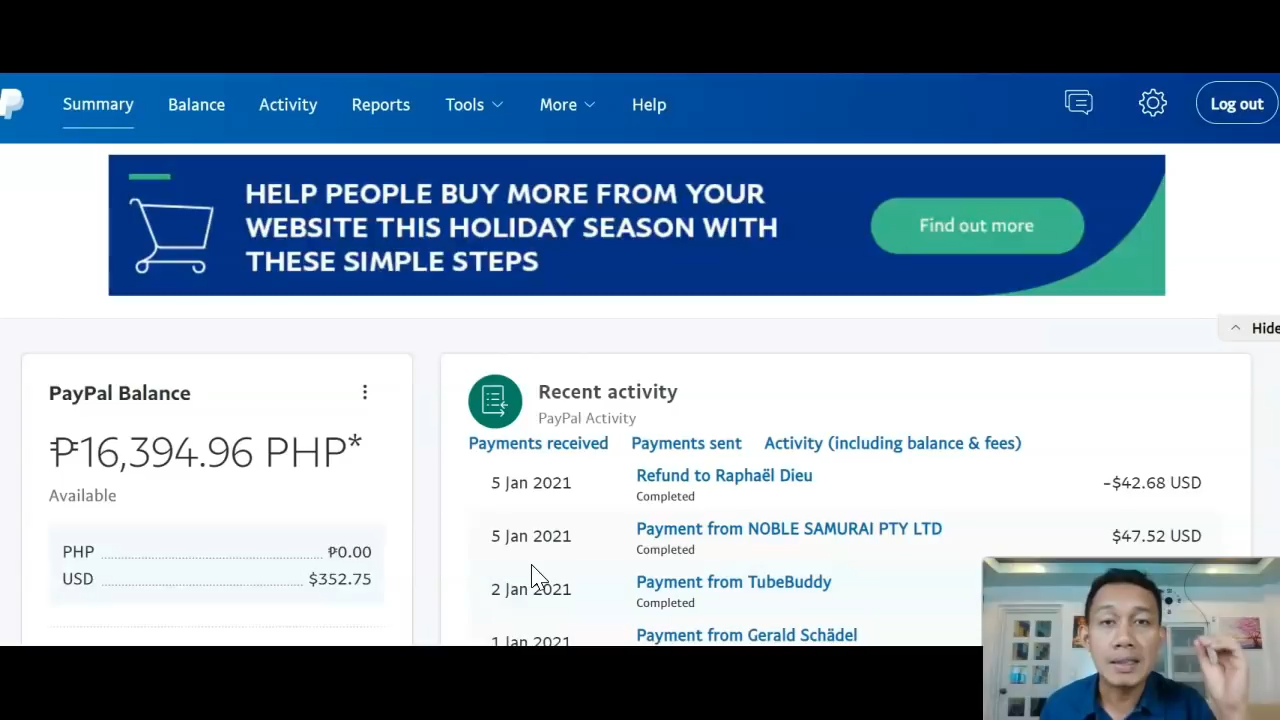 Summary
Balance
Activity
Reports
Tools
More
Help
Log out
HELP PEOPLE BUY MORE FROM YOUR
WEBSITE THIS HOLIDAY SEASON WITH
THESE SIMPLE STEPS
Find out more
Hide
PayPal Balance
₱16,394.96 PHP*
Available
PHP ₱0.00
USD $352.75
Recent activity
PayPal Activity
Payments received Payments sent Activity (including balance & fees)
5 Jan 2021 Refund to Raphaël Dieu -$42.68 USD
Completed
5 Jan 2021 Payment from NOBLE SAMURAI PTY LTD $47.52 USD
Completed
2 Jan 2021 Payment from TubeBuddy
Completed
1 Jan 2021 Payment from Gerald Schädel